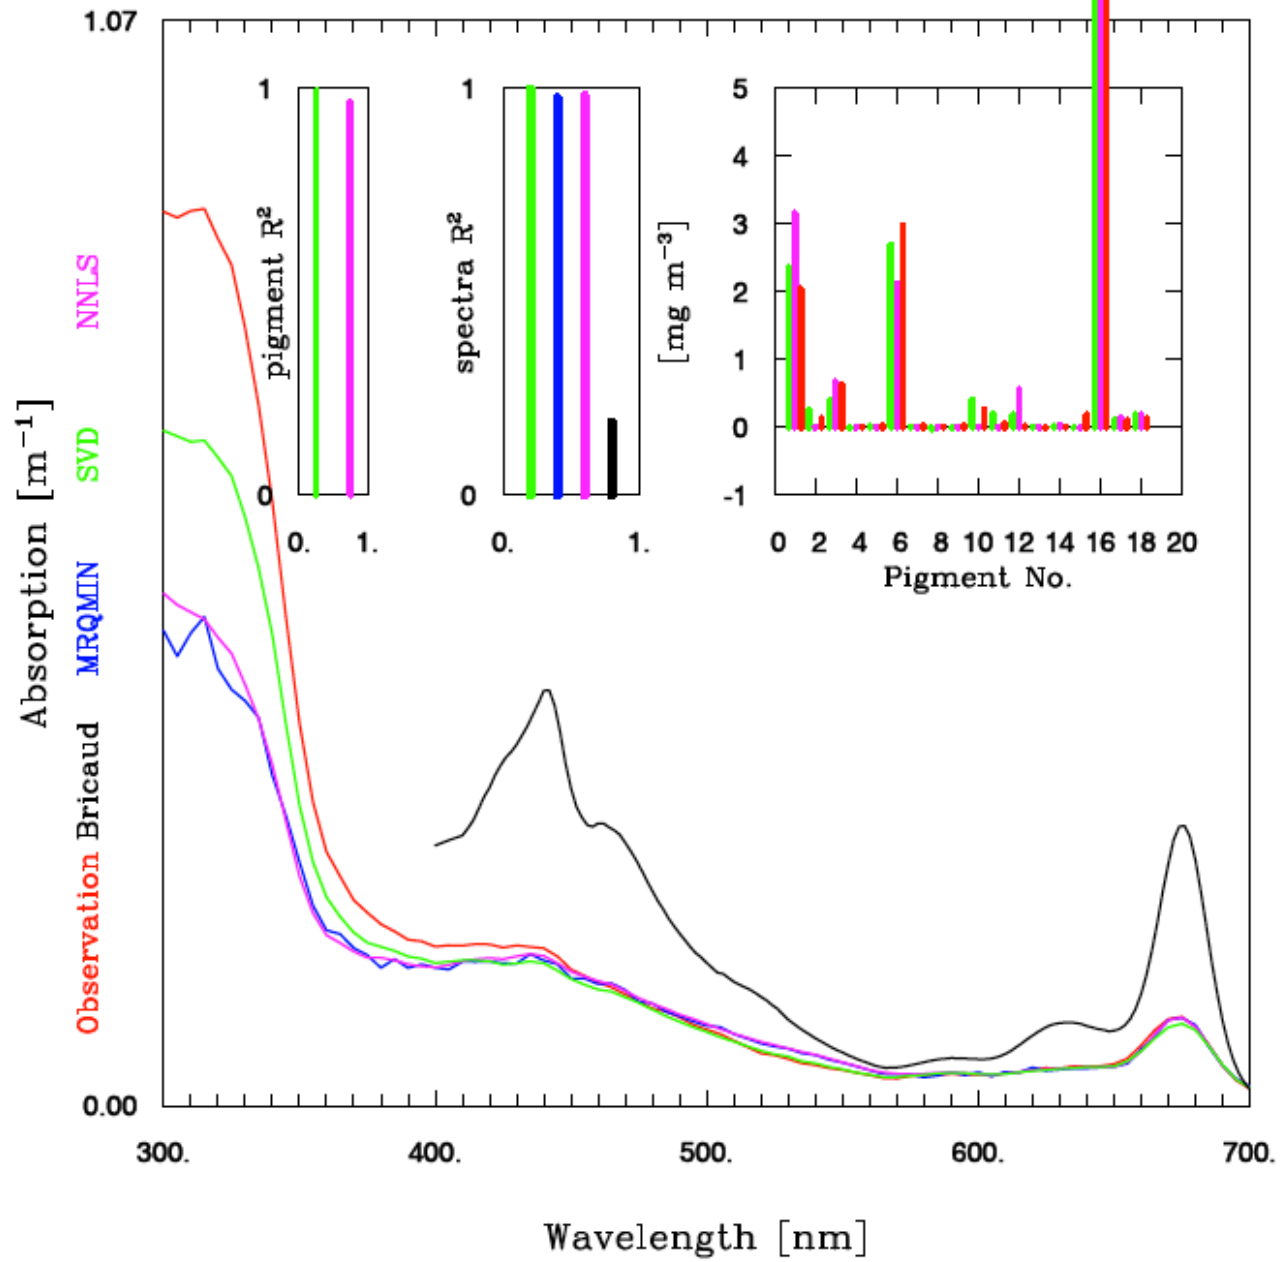 1.07
0.00
Absorption [m⁻¹]
Observation Bricaud MRQMIN SVD NNLS
300. 400. 500. 600. 700.
Wavelength [nm]
1
0
pigment R²
0. 1.
1
0
spectra R²
0. 1.
5
4
3
2
1
0
-1
[mg m⁻³]
0 2 4 6 8 10 12 14 16 18 20
Pigment No.